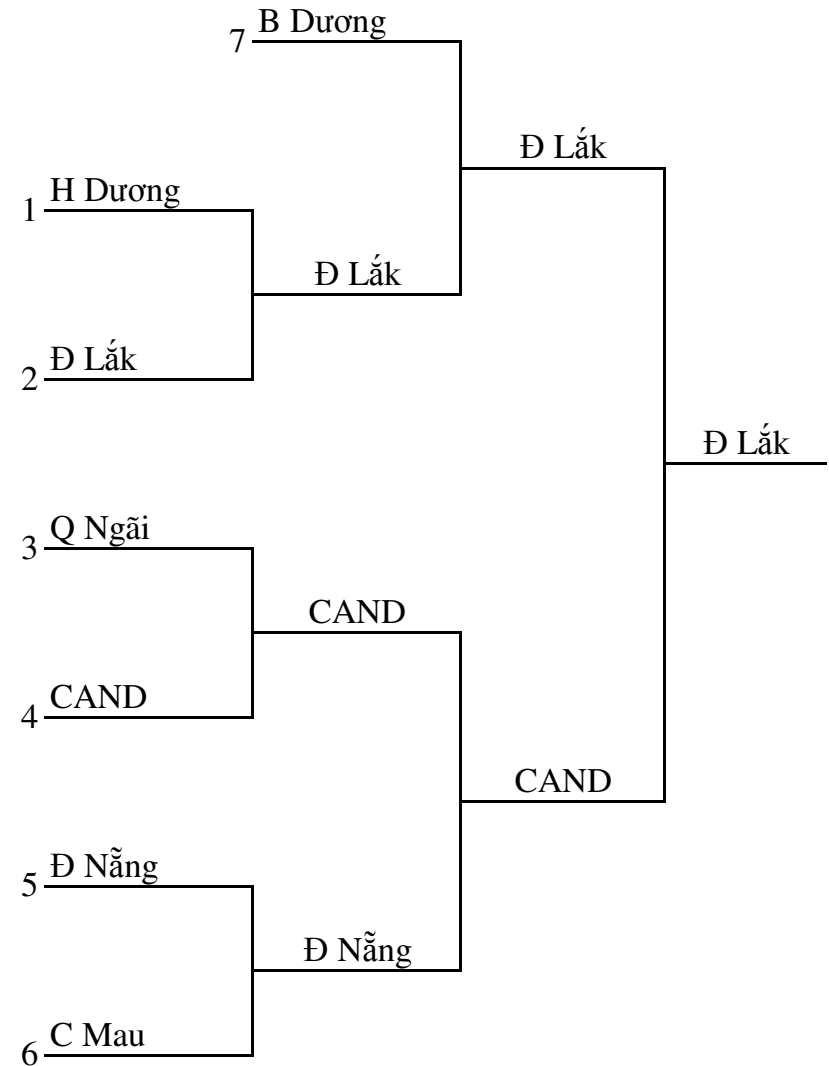 B Dương
7
Đ Lắk
H Dương
1
Đ Lắk
Đ Lắk
2
Đ Lắk
Q Ngãi
3
CAND
CAND
4
CAND
Đ Nẵng
5
Đ Nẵng
C Mau
6